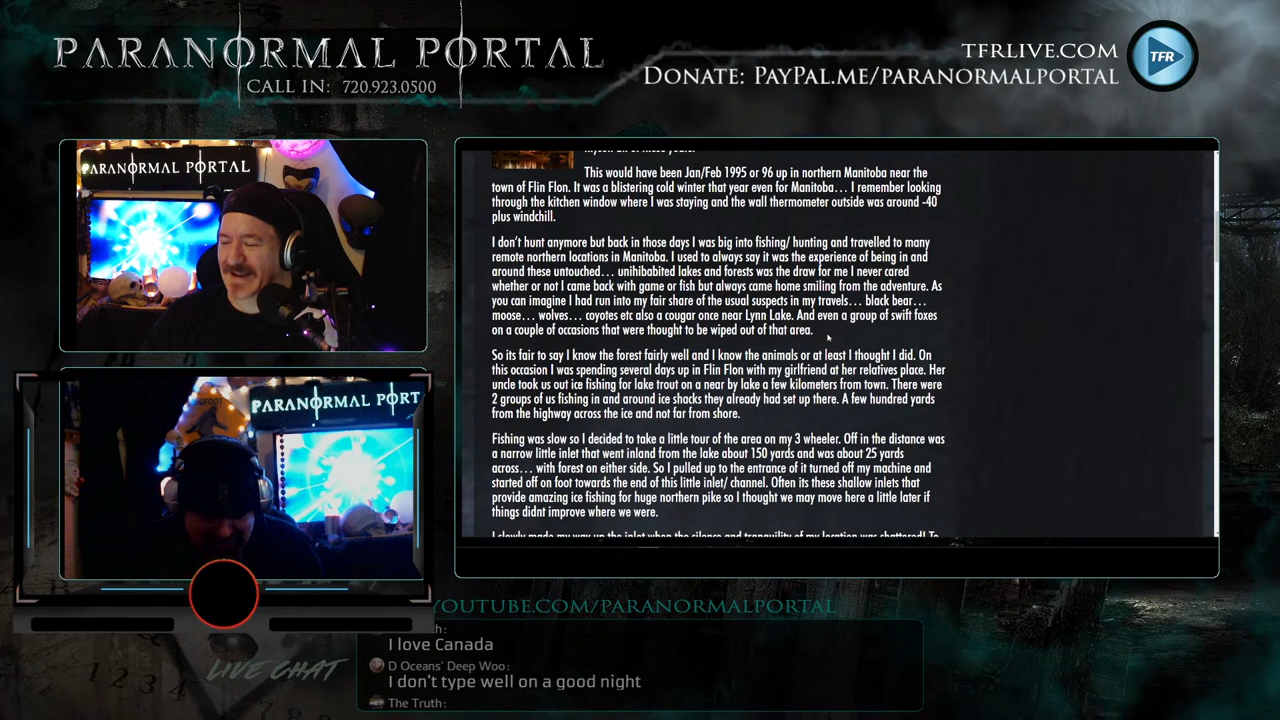 PARANORMAL PORTAL
CALL IN: 720.923.0500
TFRLIVE.COM
DONATE: PAYPAL.ME/PARANORMALPORTAL
TFR
PARANORMAL PORTAL
PARANORMAL PORT
This would have been Jan/Feb 1995 or 96 up in northern Manitoba near the
town of Flin Flon. It was a blistering cold winter that year even for Manitoba... I remember looking
through the kitchen window where I was staying and the wall thermometer outside was around -40
plus windchill.
I don't hunt anymore but back in those days I was big into fishing/ hunting and travelled to many
remote northern locations in Manitoba. I used to always say it was the experience of being in and
around these untouched... unihibabited lakes and forests was the draw for me I never cared
whether or not I came back with game or fish but always came home smiling from the adventure. As
you can imagine I had run into my fair share of the usual suspects in my travels... black bear...
moose... wolves... coyotes etc also a cougar once near Lynn Lake. And even a group of swift foxes
on a couple of occasions that were thought to be wiped out of that area.
So its fair to say I know the forest fairly well and I know the animals or at least I thought I did. On
this occasion I was spending several days up in Flin Flon with my girlfriend at her relatives place. Her
uncle took us out ice fishing for lake trout on a near by lake a few kilometers from town. There were
2 groups of us fishing in and around ice shacks they already had set up there. A few hundred yards
from the highway across the ice and not far from shore.
Fishing was slow so I decided to take a little tour of the area on my 3 wheeler. Off in the distance was
a narrow little inlet that went inland from the lake about 150 yards and was about 25 yards
across... with forest on either side. So I pulled up to the entrance of it turned off my machine and
started off on foot towards the end of this little inlet/ channel. Often its these shallow inlets that
provide amazing ice fishing for huge northern pike so I thought we may move here a little later if
things didnt improve where we were.
I slowly made my way up the inlet when the silence and tranquility of my location was shattered! To
YOUTUBE.COM/PARANORMALPORTAL
LIVE CHAT
I love Canada
D Oceans' Deep Woo:
I don't type well on a good night
The Truth: